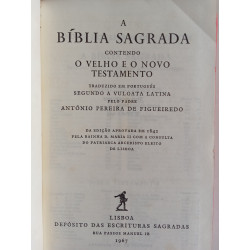 A
BÍBLIA SAGRADA
CONTENDO
O VELHO E O NOVO
TESTAMENTO
TRADUZIDO EM PORTUGUÊS
SEGUNDO A VULGATA LATINA
PELO PADRE
ANTÓNIO PEREIRA DE FIGUEIREDO
DA EDIÇÃO APROVADA EM 1842
PELA RAINHA D. MARIA II COM A CONSULTA
DO PATRIARCA ARCEBISPO ELEITO
DE LISBOA
LISBOA
DEPÓSITO DAS ESCRITURAS SAGRADAS
RUA PASSOS MANUEL 18
1967